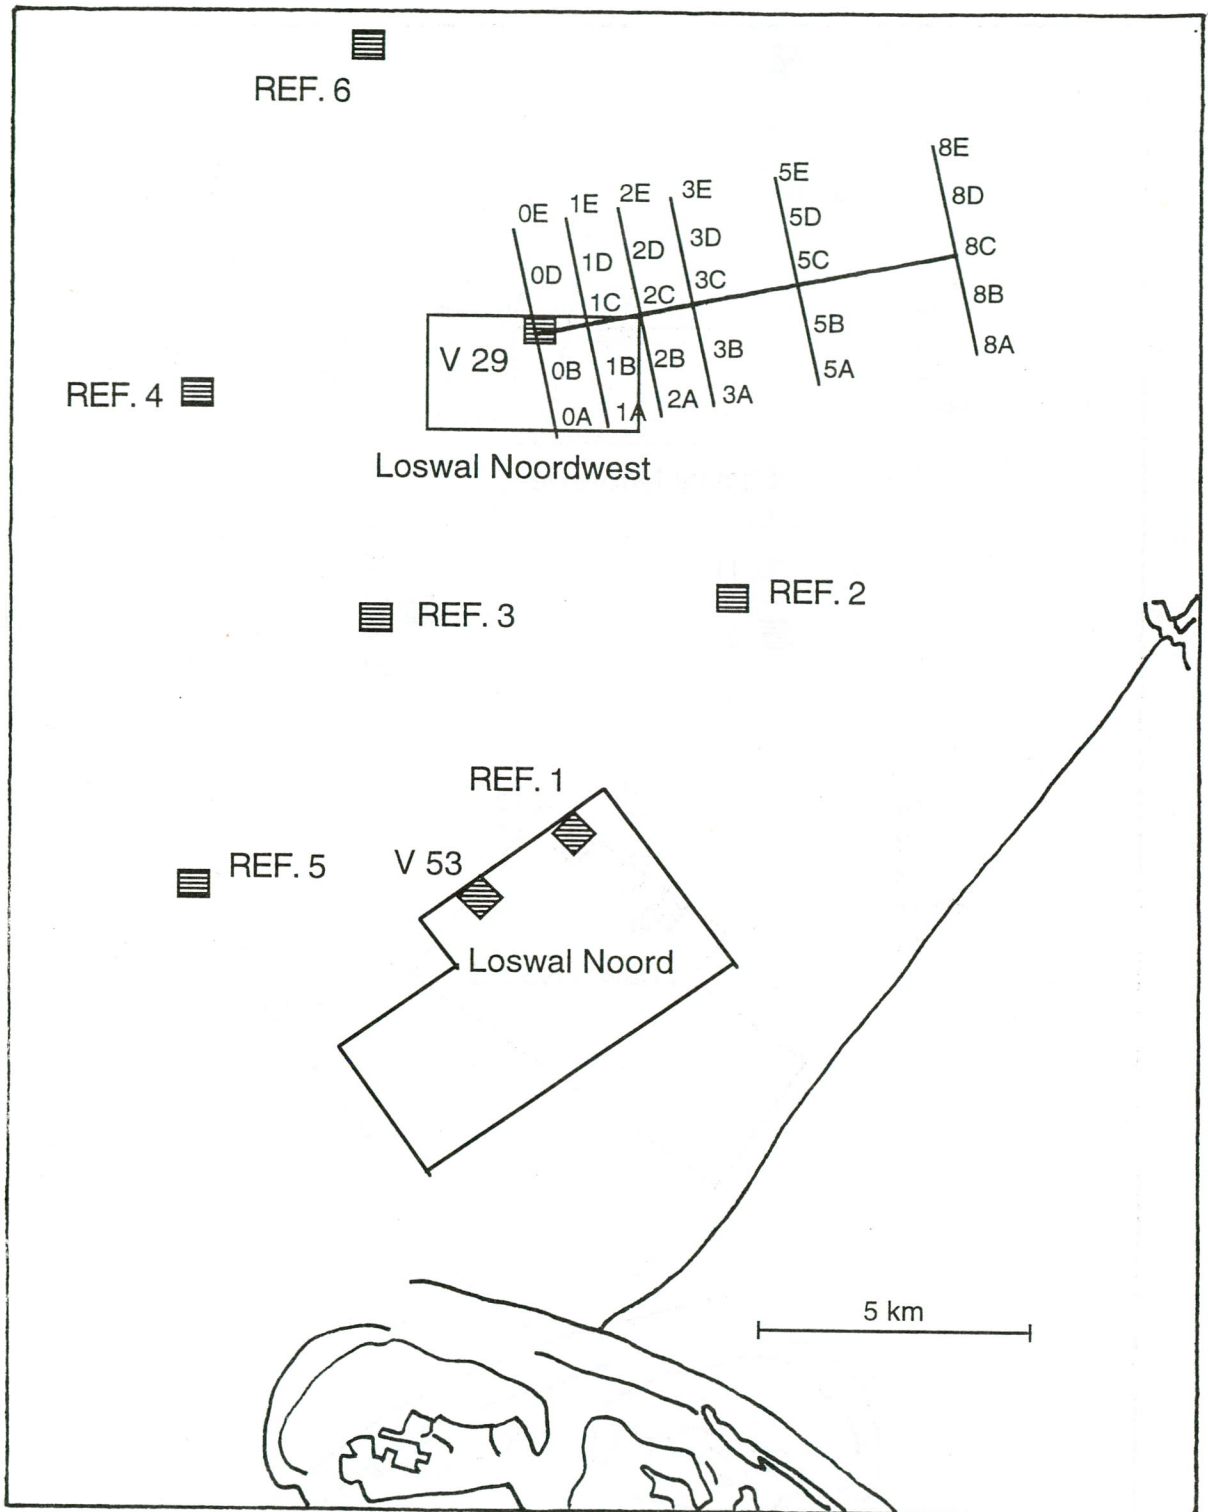 REF. 6
8E
5E
8D
3E
2E
1E
0E
5D
3D
8C
2D
1D
5C
0D
3C
8B
2C
1C
5B
8A
3B
V 29
2B
1B
0B
5A
REF. 4
3A
2A
1A
0A
Loswal Noordwest
REF. 2
REF. 3
REF. 1
V 53
REF. 5
Loswal Noord
5 km